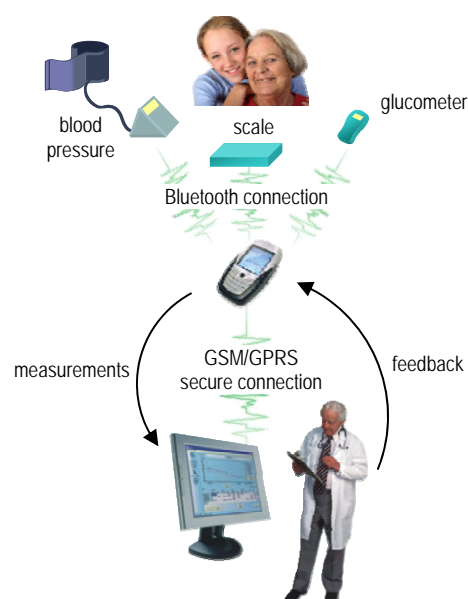 glucometer
blood
pressure
scale
Bluetooth connection
GSM/GPRS
secure connection
measurements
feedback